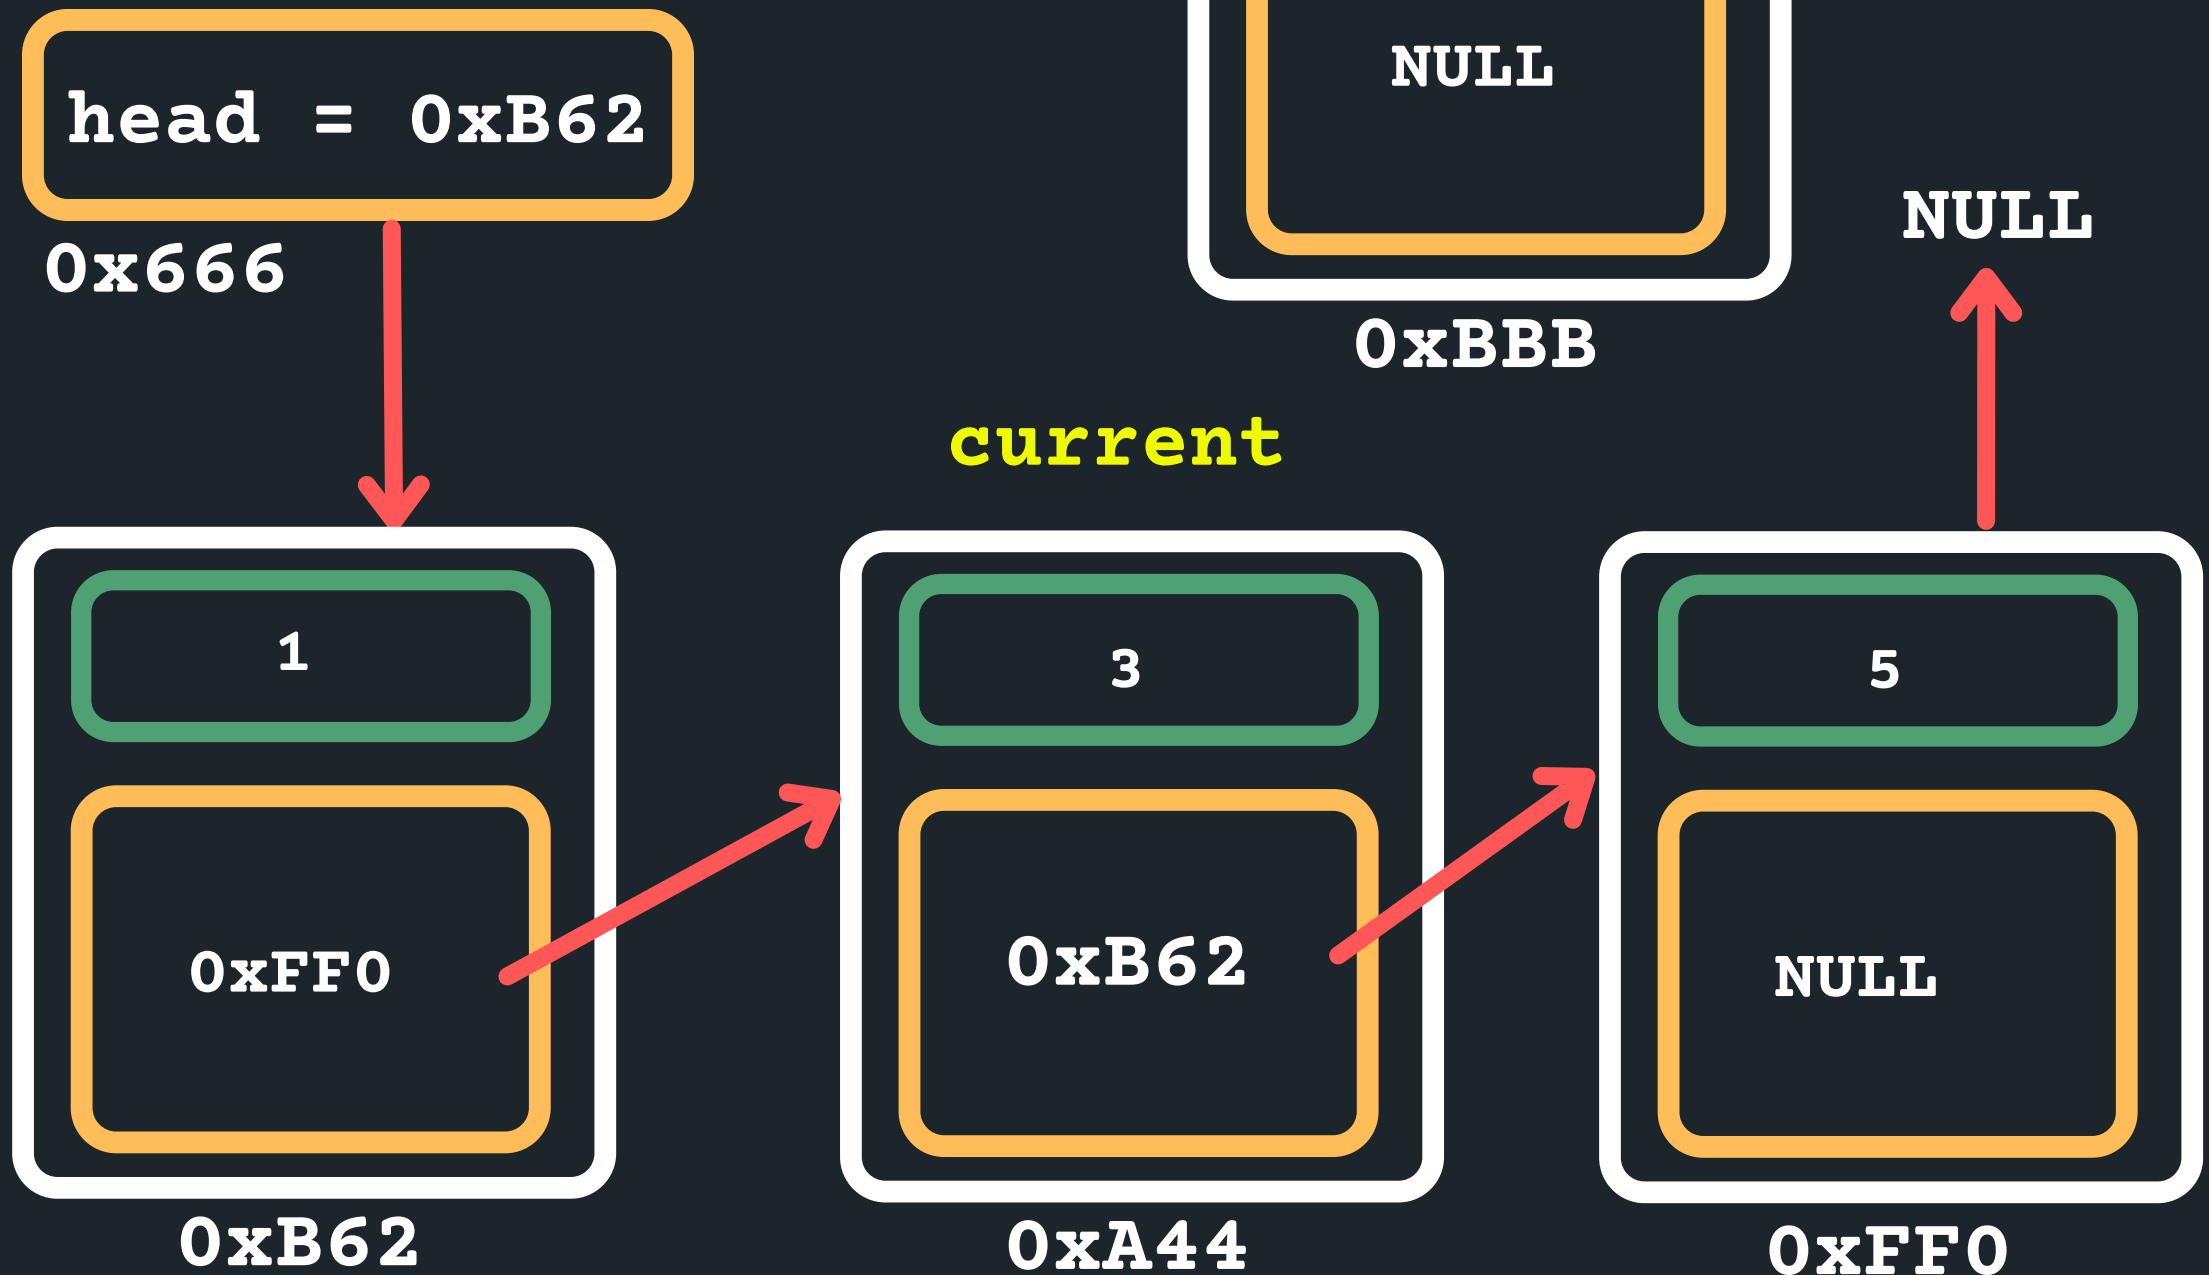 head = 0xB62
0x666
NULL
0xBBB
NULL
current
1
0xFF0
0xB62
3
0xB62
0xA44
5
NULL
0xFF0